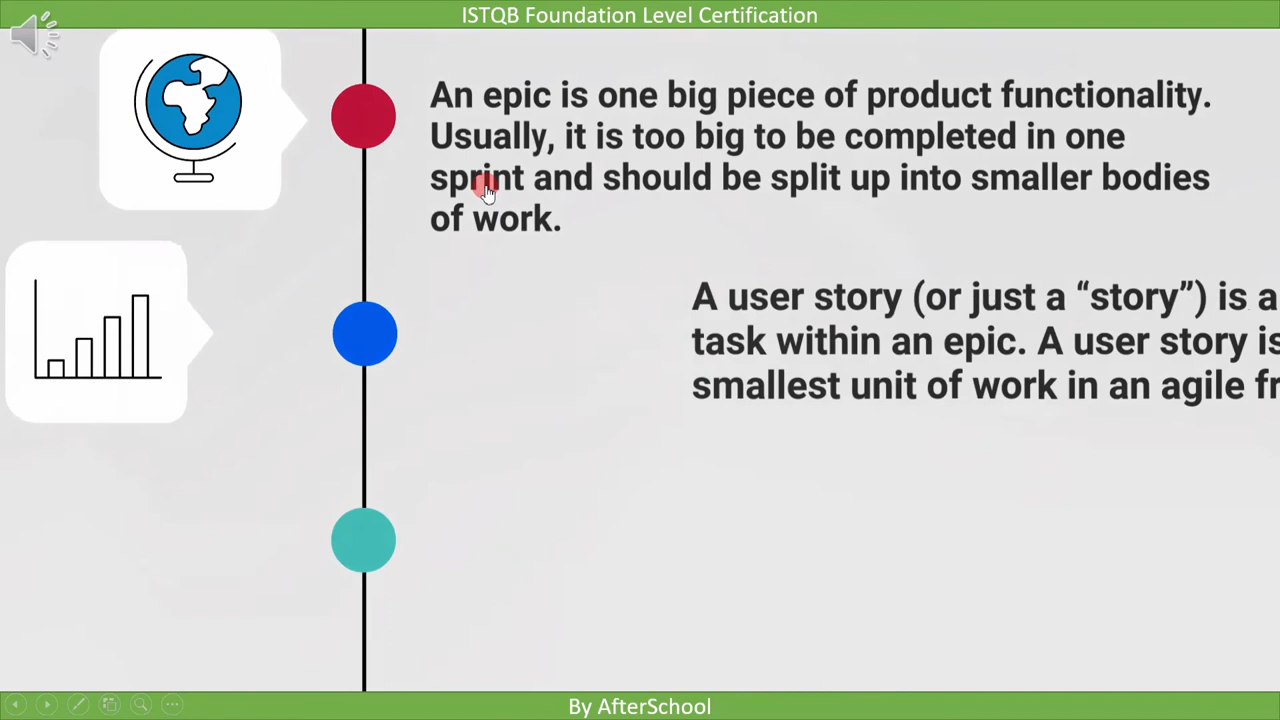 ISTQB Foundation Level Certification
An epic is one big piece of product functionality.
Usually, it is too big to be completed in one
sprint and should be split up into smaller bodies
of work.
A user story (or just a “story”) is a
task within an epic. A user story is
smallest unit of work in an agile
By AfterSchool